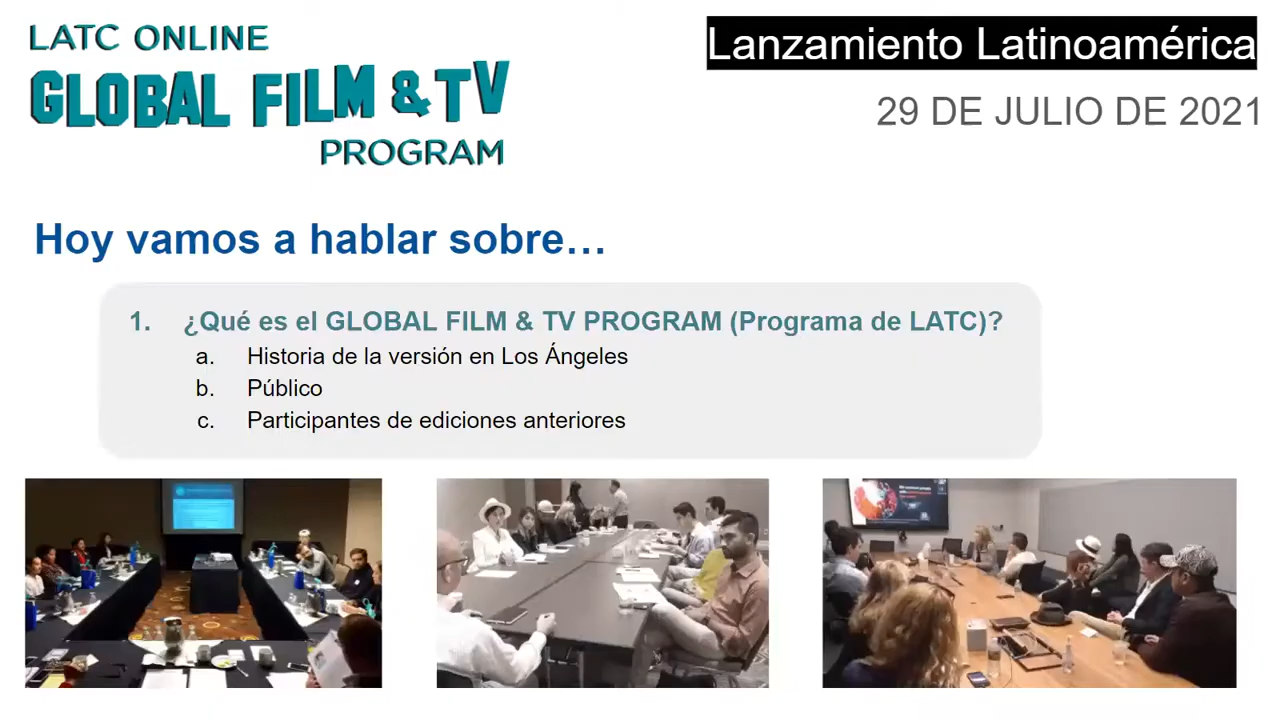 LATC ONLINE
GLOBAL FILM & TV
PROGRAM
Lanzamiento Latinoamérica
29 DE JULIO DE 2021
Hoy vamos a hablar sobre…
1. ¿Qué es el GLOBAL FILM & TV PROGRAM (Programa de LATC)?
a. Historia de la versión en Los Ángeles
b. Público
c. Participantes de ediciones anteriores